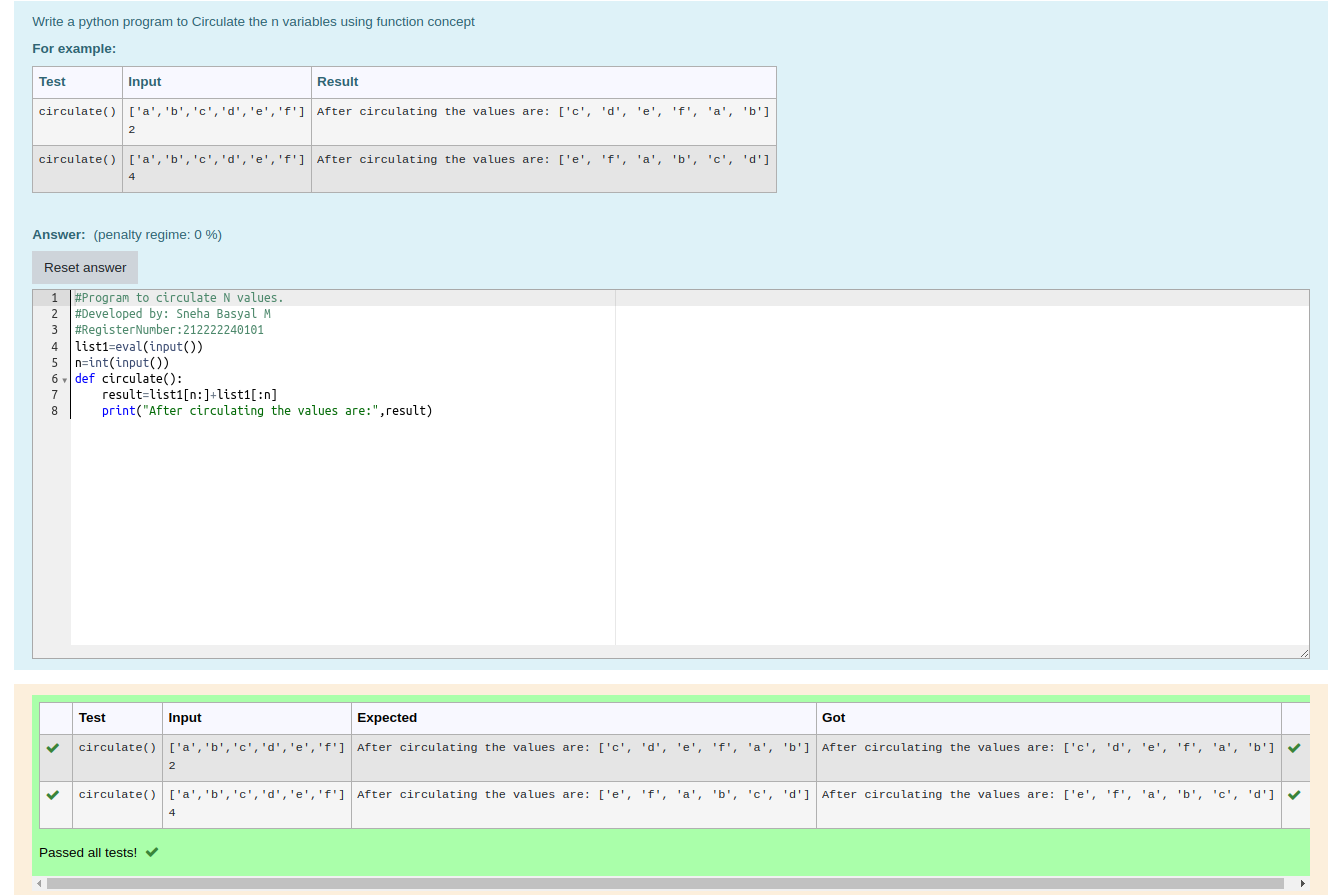 Write a python program to Circulate the n variables using function concept
For example:
Test Input Result
circulate() ['a','b','c','d','e','f'] After circulating the values are: ['c', 'd', 'e', 'f', 'a', 'b']
2
circulate() ['a','b','c','d','e','f'] After circulating the values are: ['e', 'f', 'a', 'b', 'c', 'd']
4
Answer: (penalty regime: 0 %)
Reset answer
1 #Program to circulate N values.
2 #Developed by: Sneha Basyal M
3 #RegisterNumber:212222240101
4 list1=eval(input())
5 n=int(input())
6 def circulate():
7     result=list1[n:]+list1[:n]
8     print("After circulating the values are:",result)
Test Input Expected Got
circulate() ['a','b','c','d','e','f'] After circulating the values are: ['c', 'd', 'e', 'f', 'a', 'b'] After circulating the values are: ['c', 'd', 'e', 'f', 'a', 'b']
2
circulate() ['a','b','c','d','e','f'] After circulating the values are: ['e', 'f', 'a', 'b', 'c', 'd'] After circulating the values are: ['e', 'f', 'a', 'b', 'c', 'd']
4
Passed all tests!